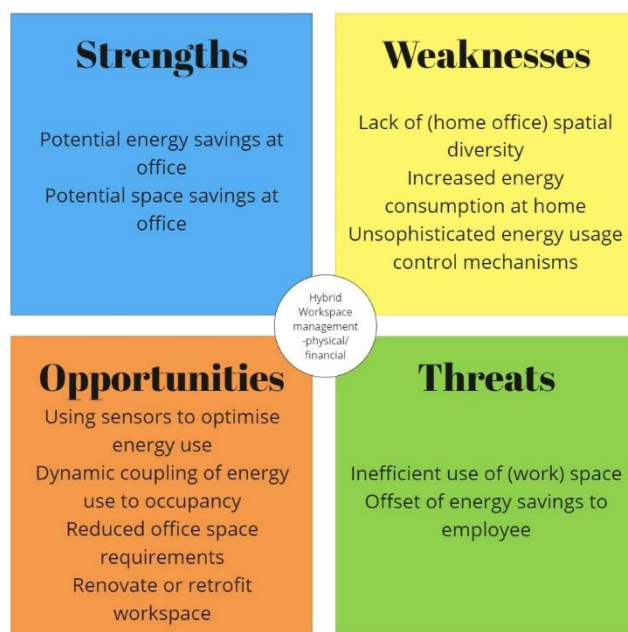 Strengths
Potential energy savings at
office
Potential space savings at
office
Weaknesses
Lack of (home office) spatial
diversity
Increased energy
consumption at home
Unsophisticated energy usage
control mechanisms
Hybrid
Workspace
management
-physical/
financial
Opportunities
Using sensors to optimise
energy use
Dynamic coupling of energy
use to occupancy
Reduced office space
requirements
Renovate or retrofit
workspace
Threats
Inefficient use of (work) space
Offset of energy savings to
employee